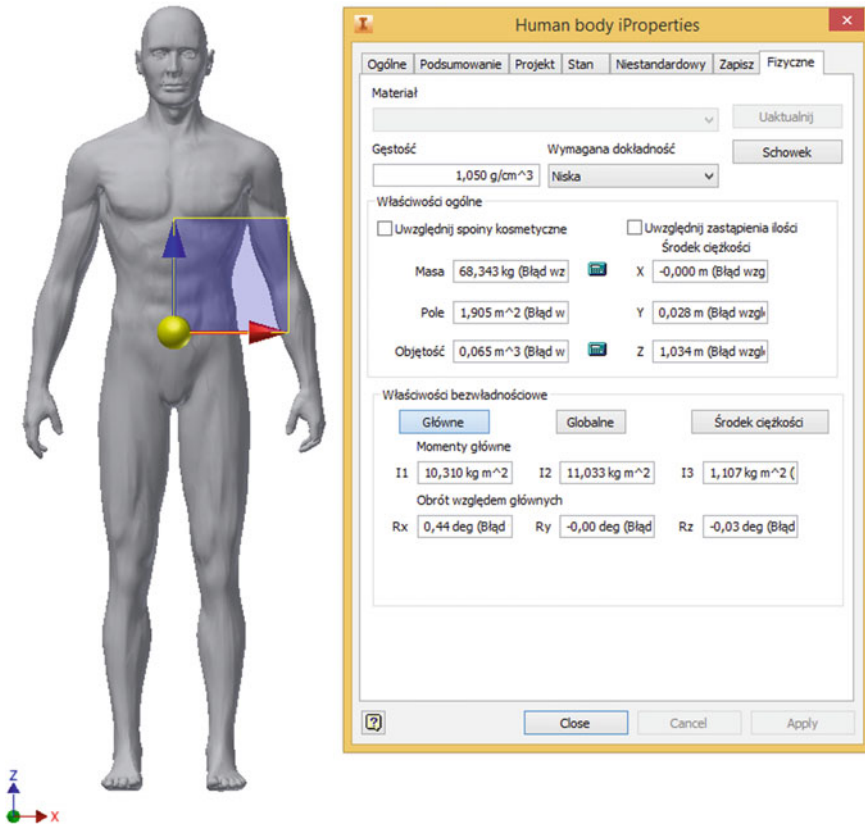 Human body iProperties
Ogólne Podsumowanie Projekt Stan Niestandardowy Zapisz Fizyczne
Materiał
Uaktualnij
Gęstość Wymagana dokładność Schowek
1,050 g/cm^3 Niska
Właściwości ogólne
Uwzględnij spoiny kosmetyczne Uwzględnij zastąpienia ilości
Środek ciężkości
Masa 68,343 kg (Błąd wz X -0,000 m (Błąd wzg
Pole 1,905 m^2 (Błąd w Y 0,028 m (Błąd wzglę
Objętość 0,065 m^3 (Błąd w Z 1,034 m (Błąd wzglę
Właściwości bezwładnościowe
Główne Globalne Środek ciężkości
Momenty główne
I1 10,310 kg m^2 I2 11,033 kg m^2 I3 1,107 kg m^2 (
Obrót względem głównych
Rx 0,44 deg (Błąd Ry -0,00 deg (Błąd Rz -0,03 deg (Błąd
Close Cancel Apply
Z
X